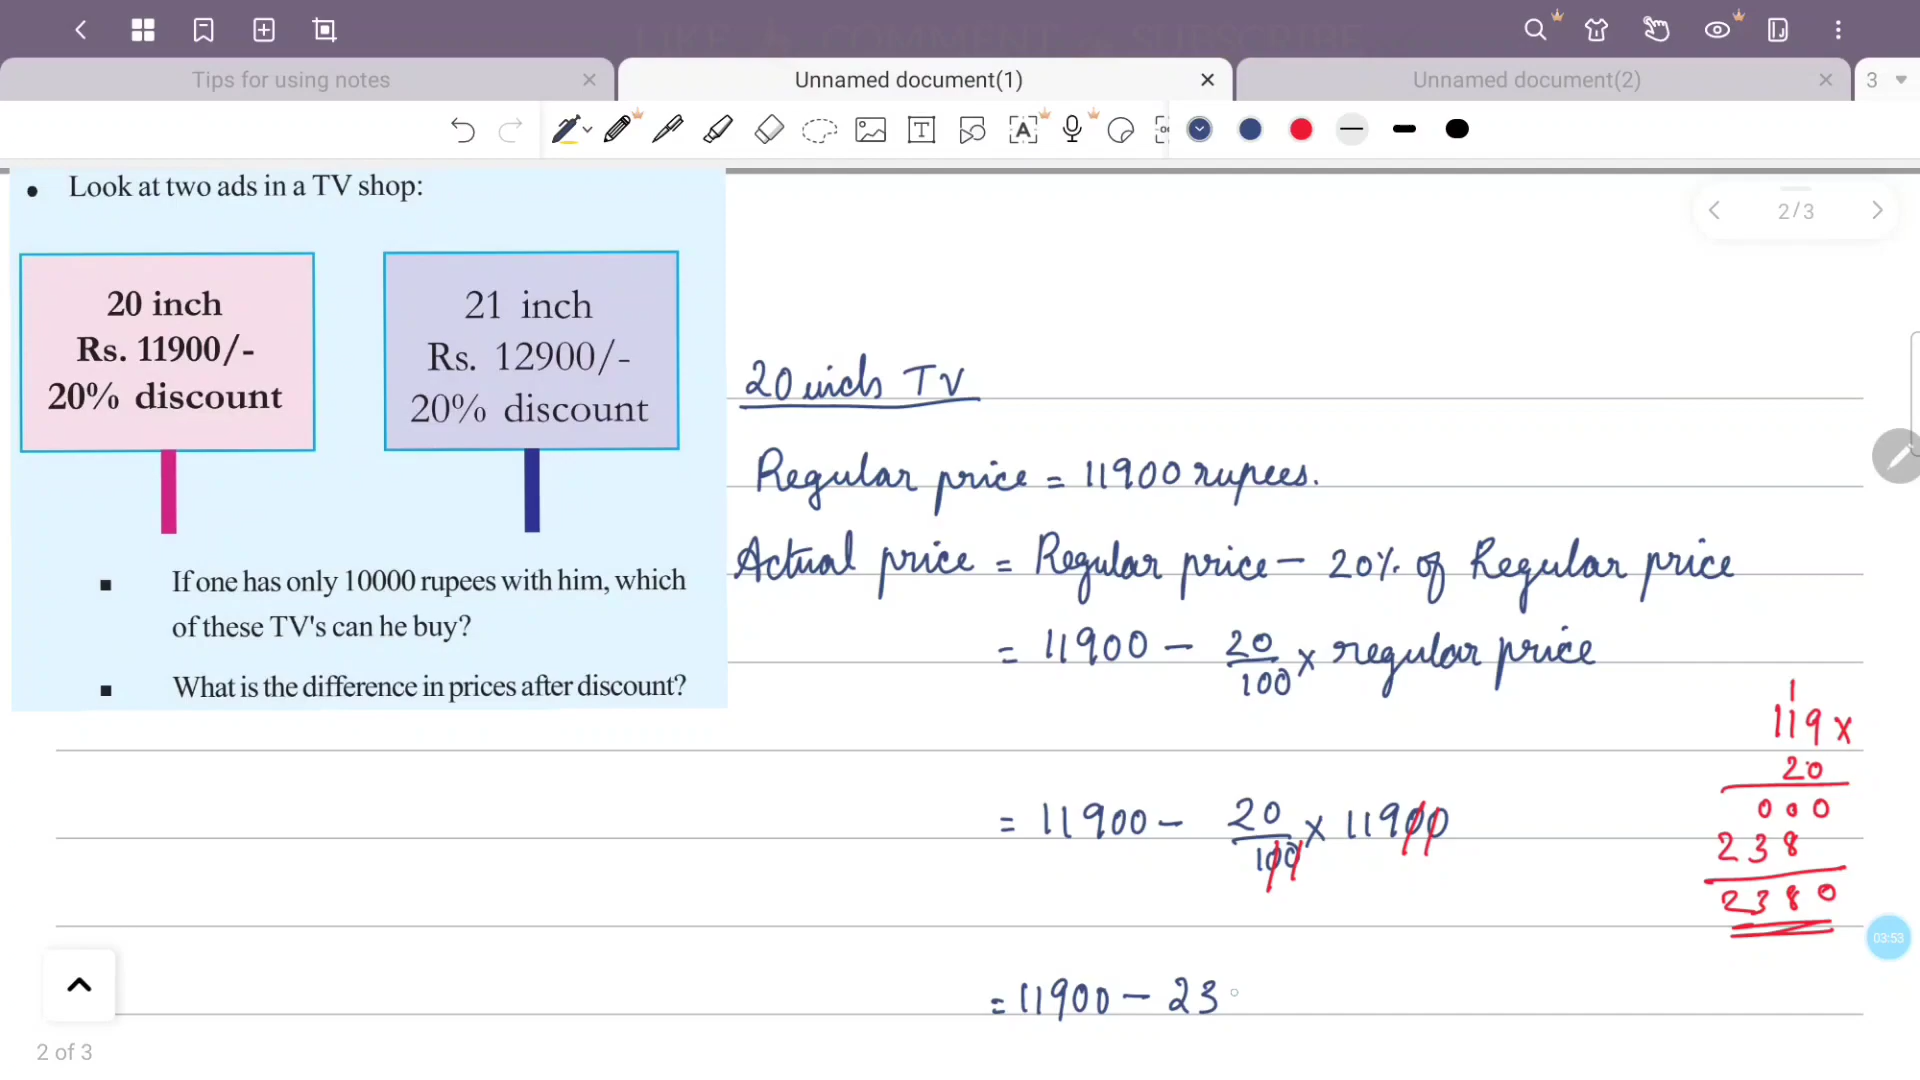 LIKE & COMMENT & SUBSCRIBE
Tips for using notes
Unnamed document(1)
Unnamed document(2)
3
2/3
• Look at two ads in a TV shop:
20 inch
Rs. 11900/-
20% discount
21 inch
Rs. 12900/-
20% discount
▪ If one has only 10000 rupees with him, which
of these TV's can he buy?
▪ What is the difference in prices after discount?
20 inch TV
Regular price = 11900 rupees.
Actual price = Regular price - 20% of Regular price
= 11900 - 20/100 x regular price
= 11900 - 20/100 x 11900
= 11900 - 23
1
119 x
20
000
238
2380
03:53
2 of 3